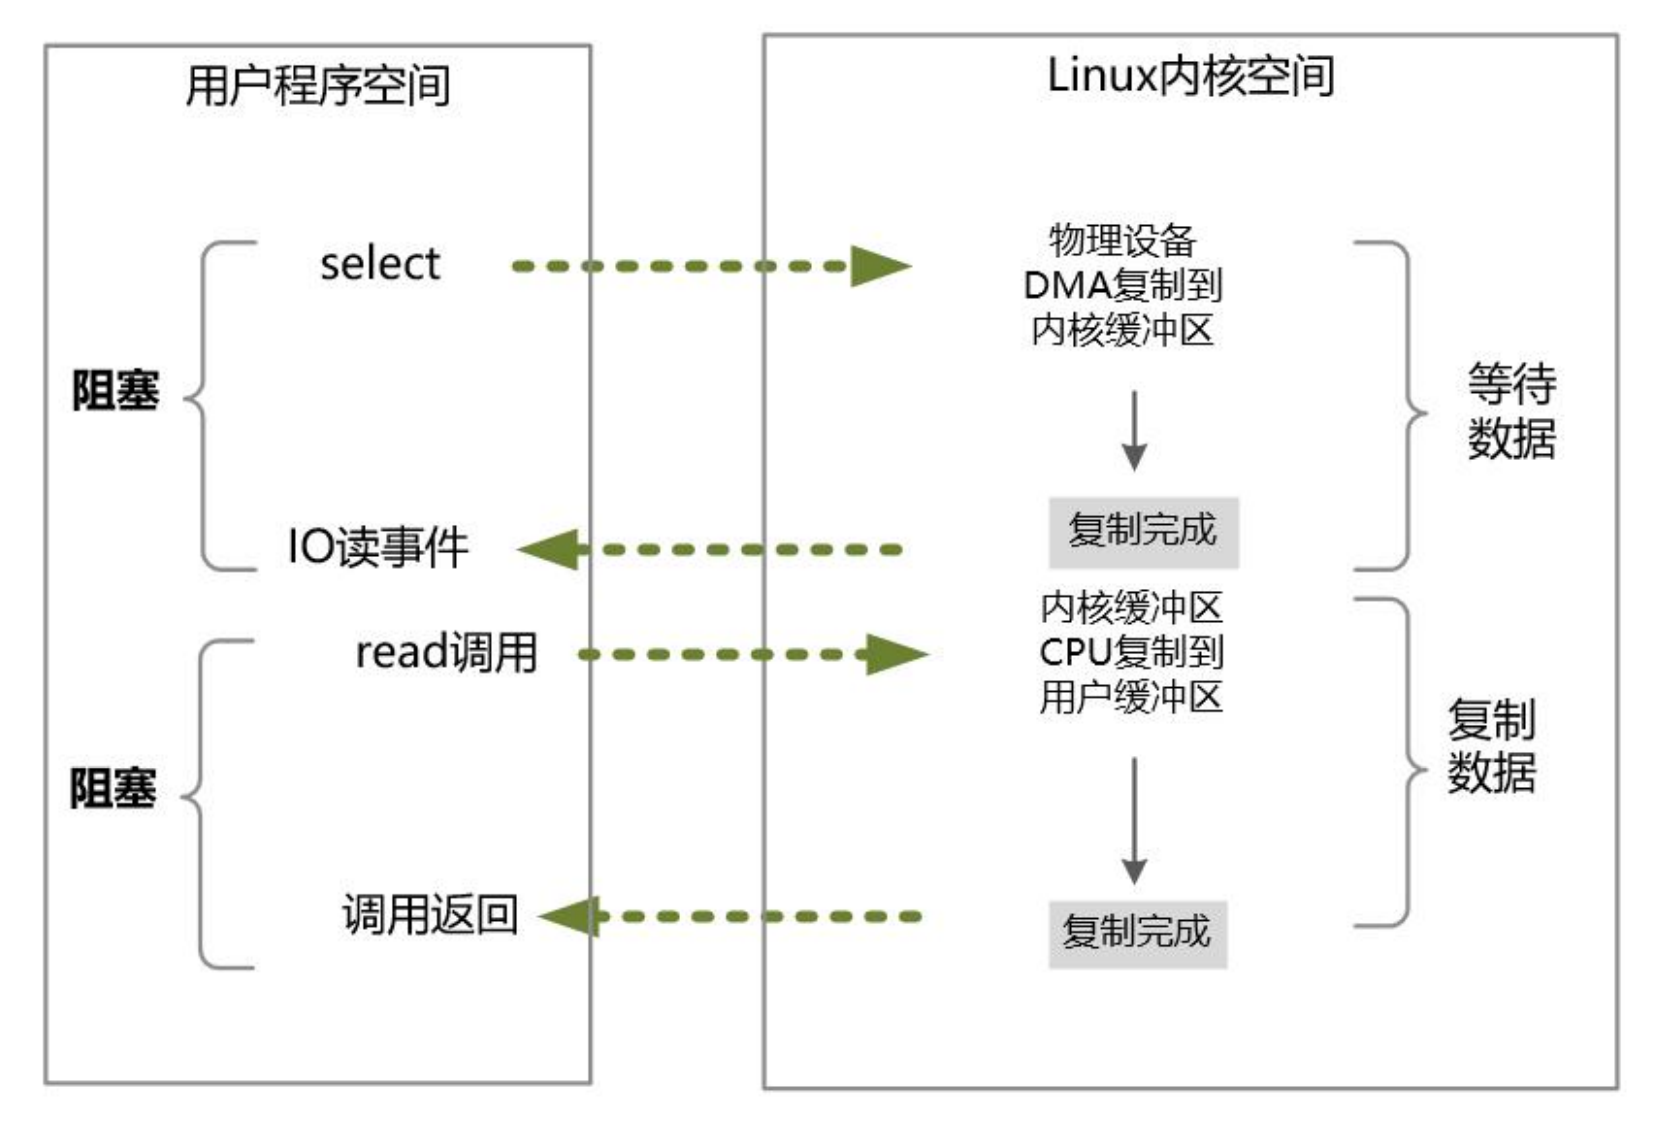 用户程序空间
Linux内核空间
select
物理设备
DMA复制到
内核缓冲区
阻塞
等待
数据
复制完成
IO读事件
内核缓冲区
read调用
CPU复制到
用户缓冲区
复制
数据
阻塞
调用返回
复制完成